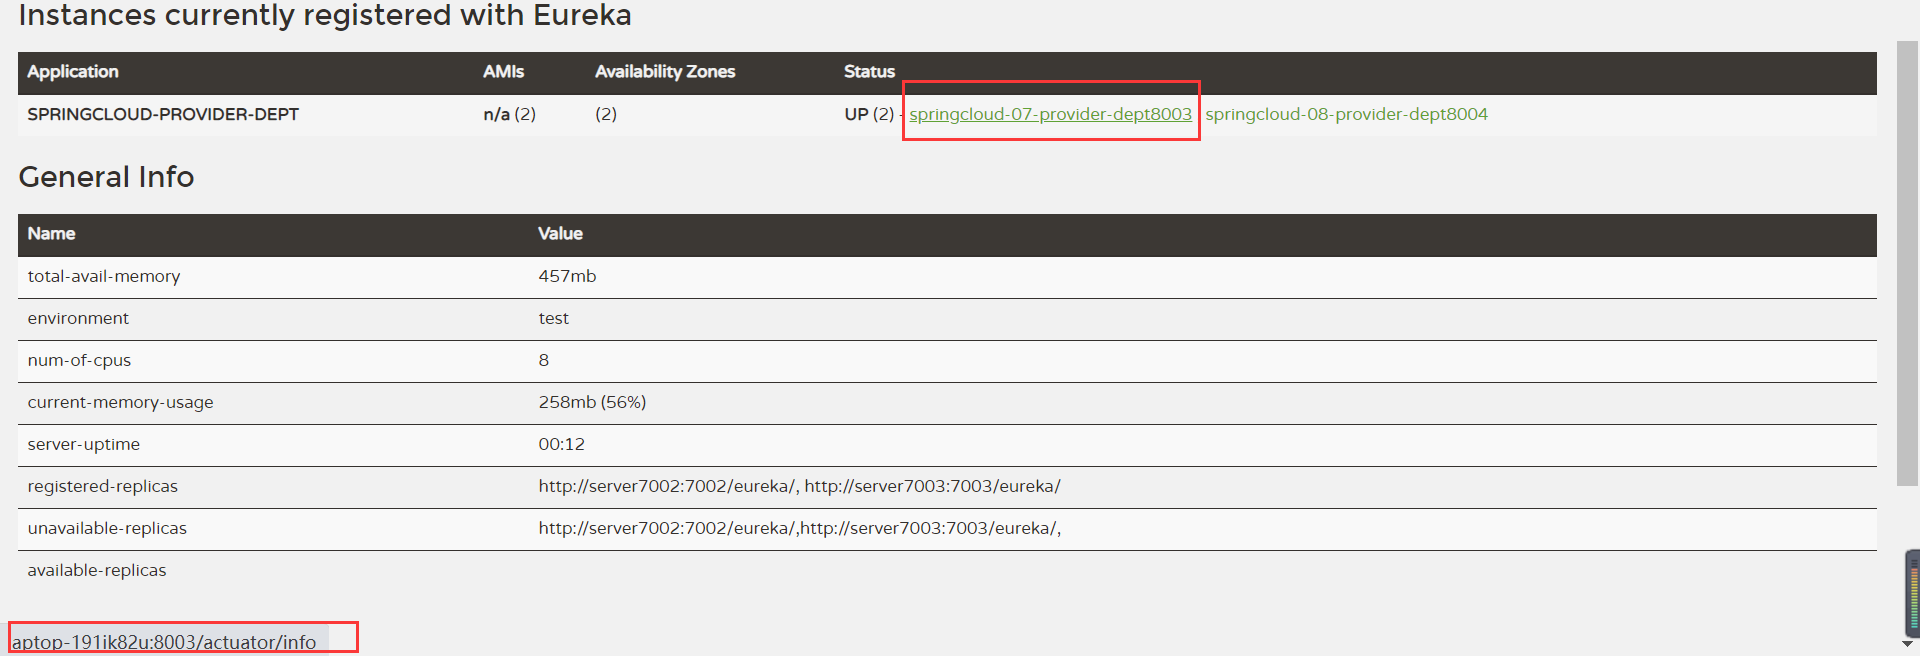 Instances currently registered with Eureka
Application AMIs Availability Zones Status
SPRINGCLOUD-PROVIDER-DEPT n/a (2) (2) UP (2) - springcloud-07-provider-dept8003 springcloud-08-provider-dept8004
General Info
Name Value
total-avail-memory 457mb
environment test
num-of-cpus 8
current-memory-usage 258mb (56%)
server-uptime 00:12
registered-replicas http://server7002:7002/eureka/, http://server7003:7003/eureka/
unavailable-replicas http://server7002:7002/eureka/,http://server7003:7003/eureka/,
available-replicas
aptop-191ik82u:8003/actuator/info